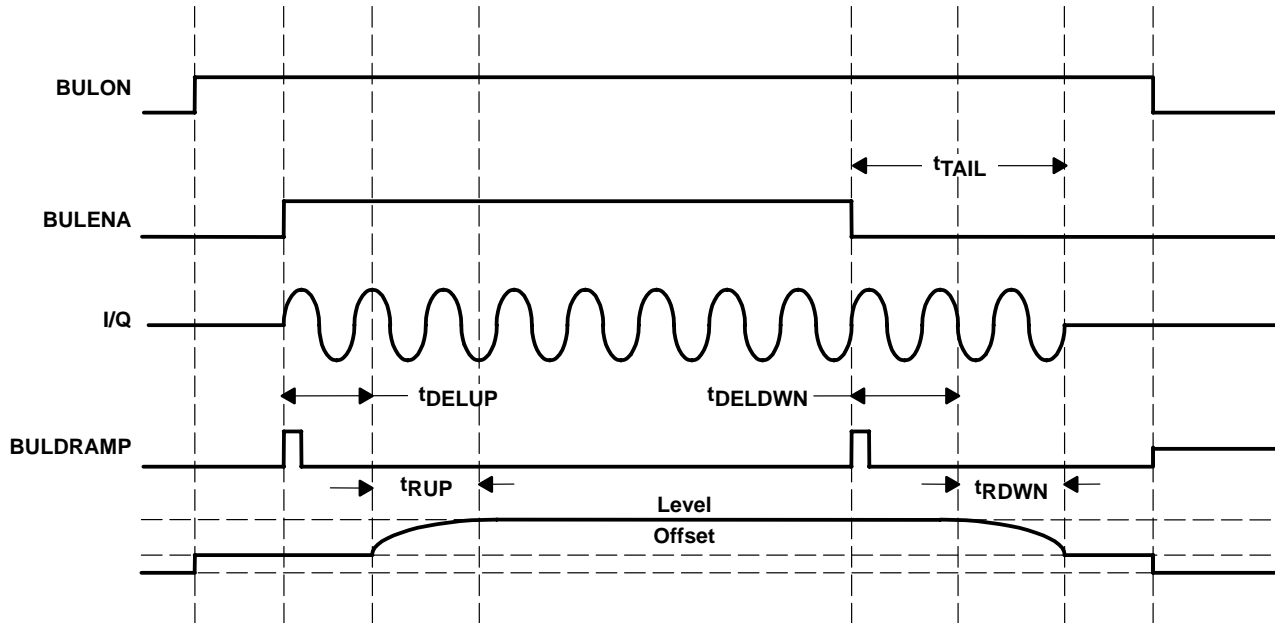 BULON
tTAIL
BULENA
I/Q
tDELUP
tDELDWN
BULDRAMP
tRUP
tRDWN
Level
Offset